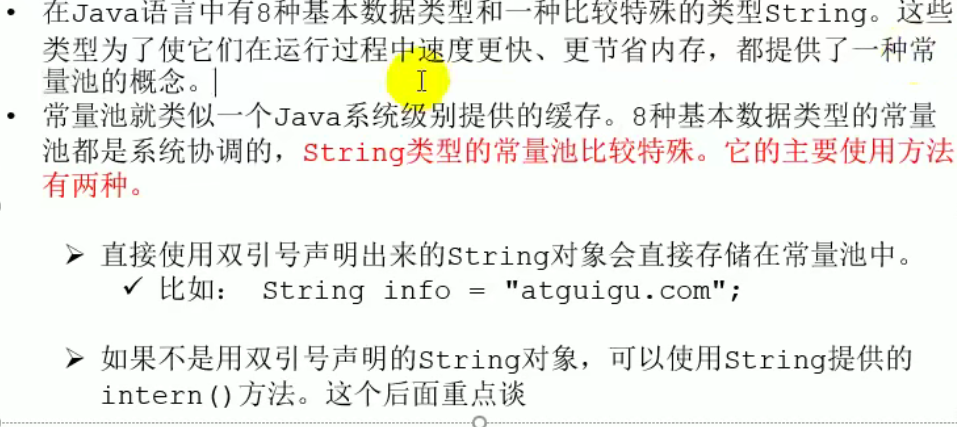 • 在Java语言中有8种基本数据类型和一种比较特殊的类型String。这些
类型为了使它们在运行过程中速度更快、更节省内存，都提供了一种常
量池的概念。
• 常量池就类似一个Java系统级别提供的缓存。8种基本数据类型的常量
池都是系统协调的，String类型的常量池比较特殊。它的主要使用方法
有两种。
➢ 直接使用双引号声明出来的String对象会直接存储在常量池中。
✓ 比如： String info = "atguigu.com";
➢ 如果不是用双引号声明的String对象，可以使用String提供的
intern()方法。这个后面重点谈